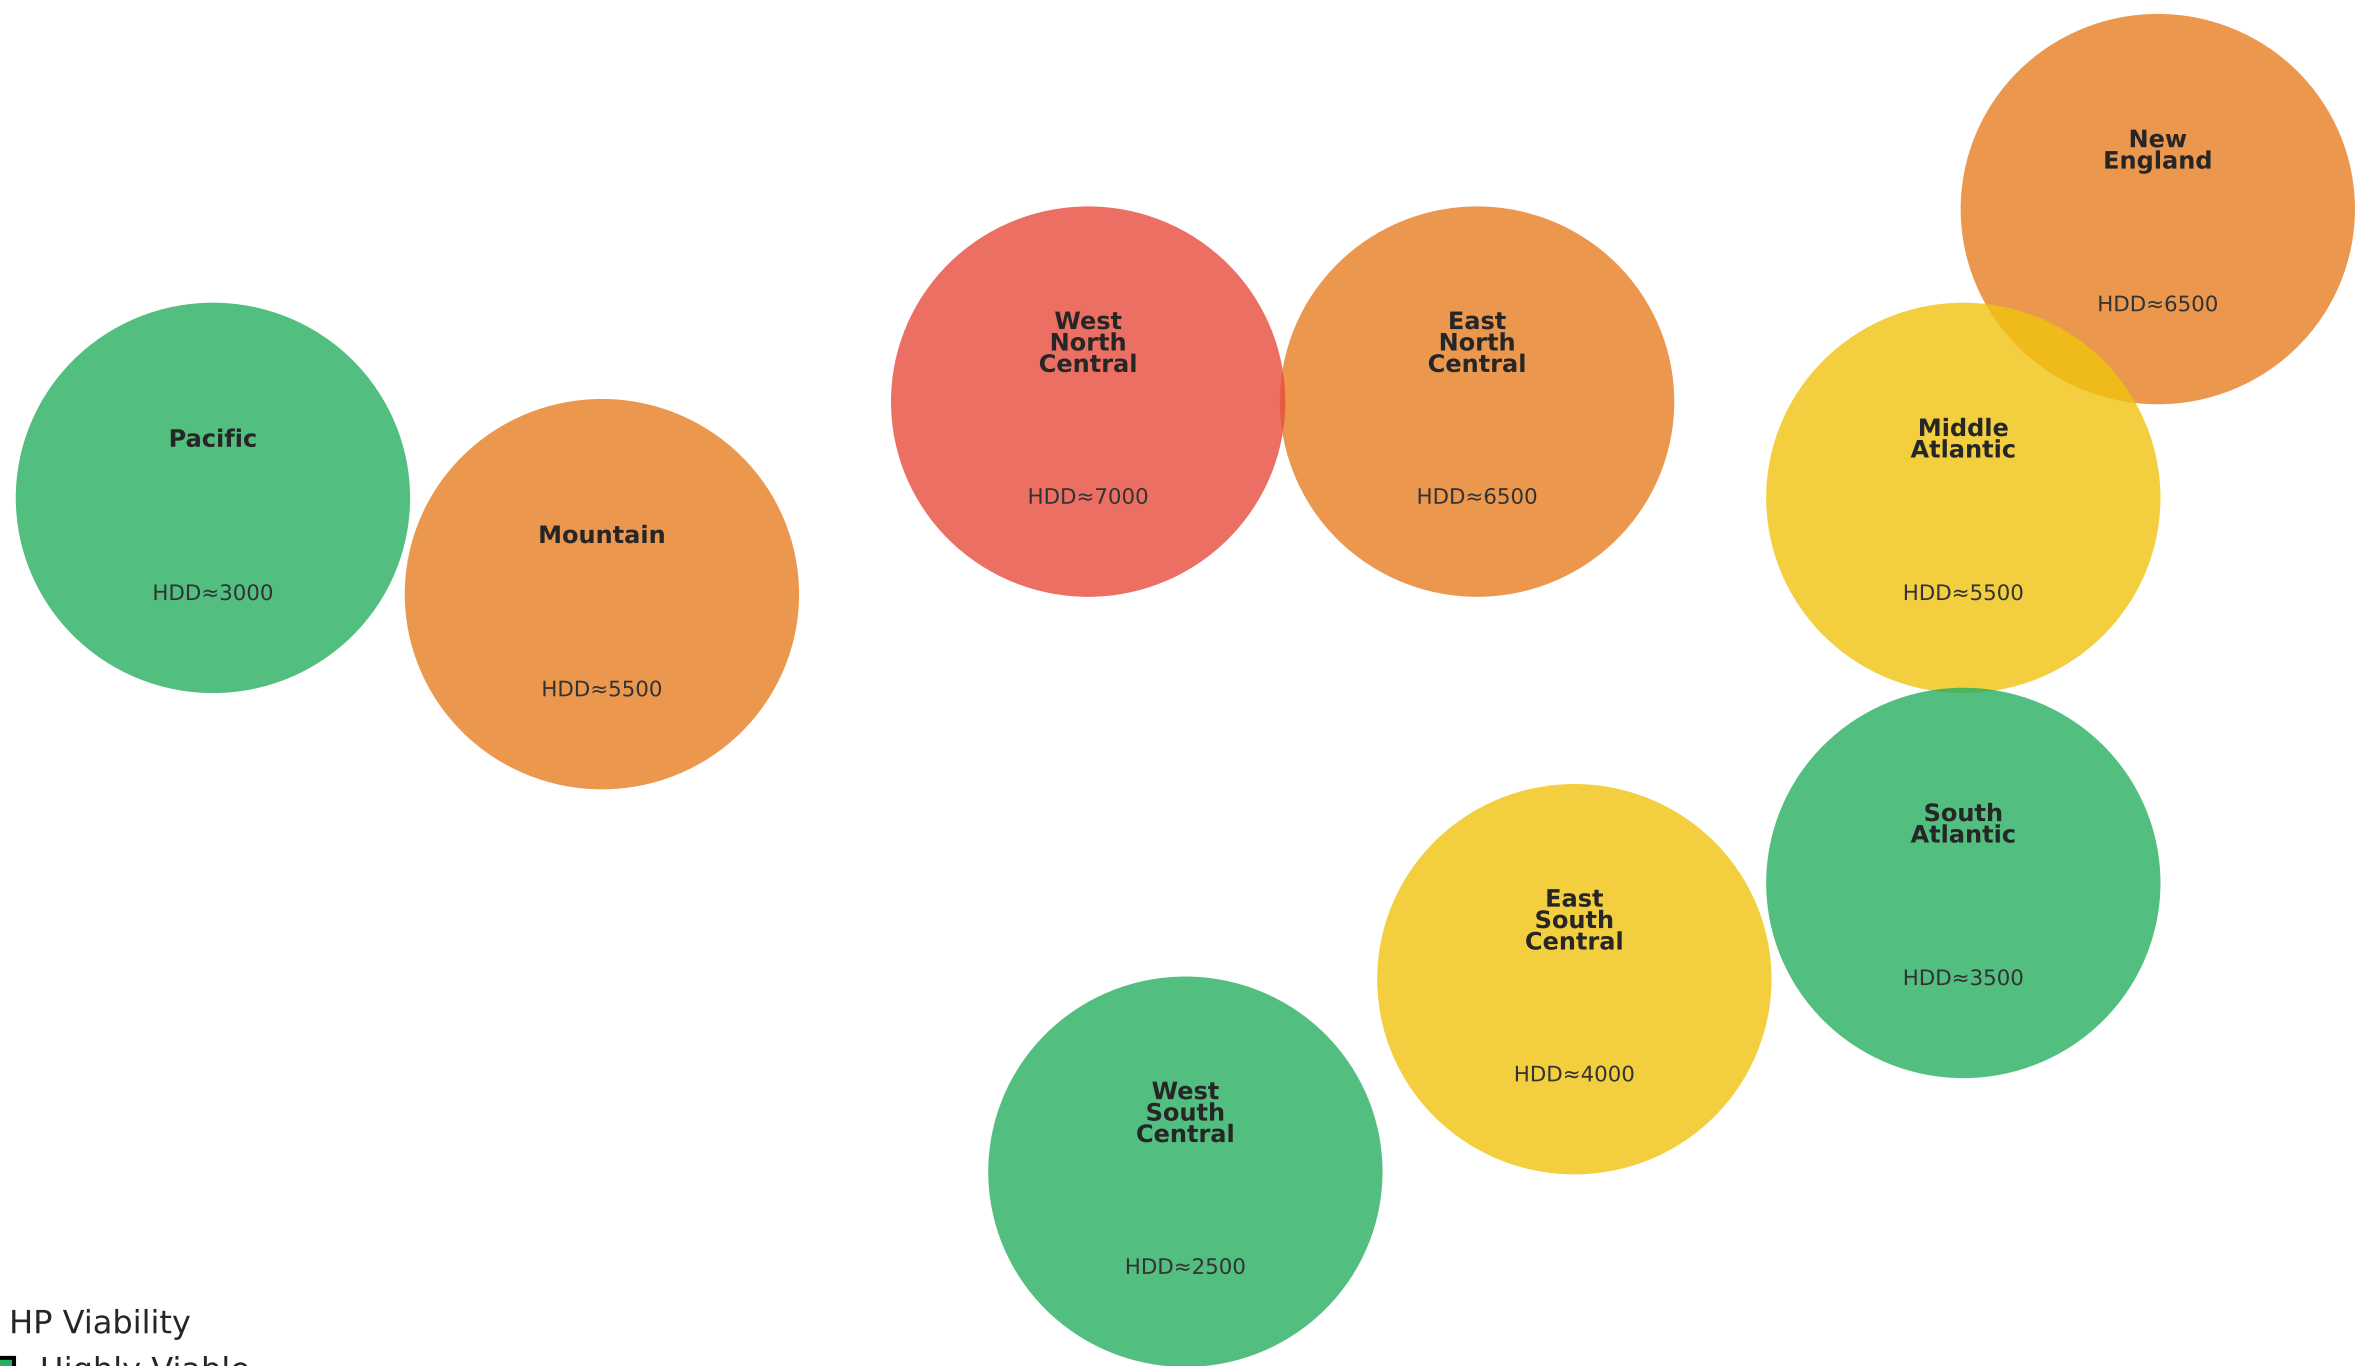 New
England
HDD≈6500
West
North
Central
HDD≈7000
East
North
Central
HDD≈6500
Pacific
HDD≈3000
Middle
Atlantic
HDD≈5500
Mountain
HDD≈5500
South
Atlantic
HDD≈3500
East
South
Central
HDD≈4000
West
South
Central
HDD≈2500
HP Viability
Highly Viable